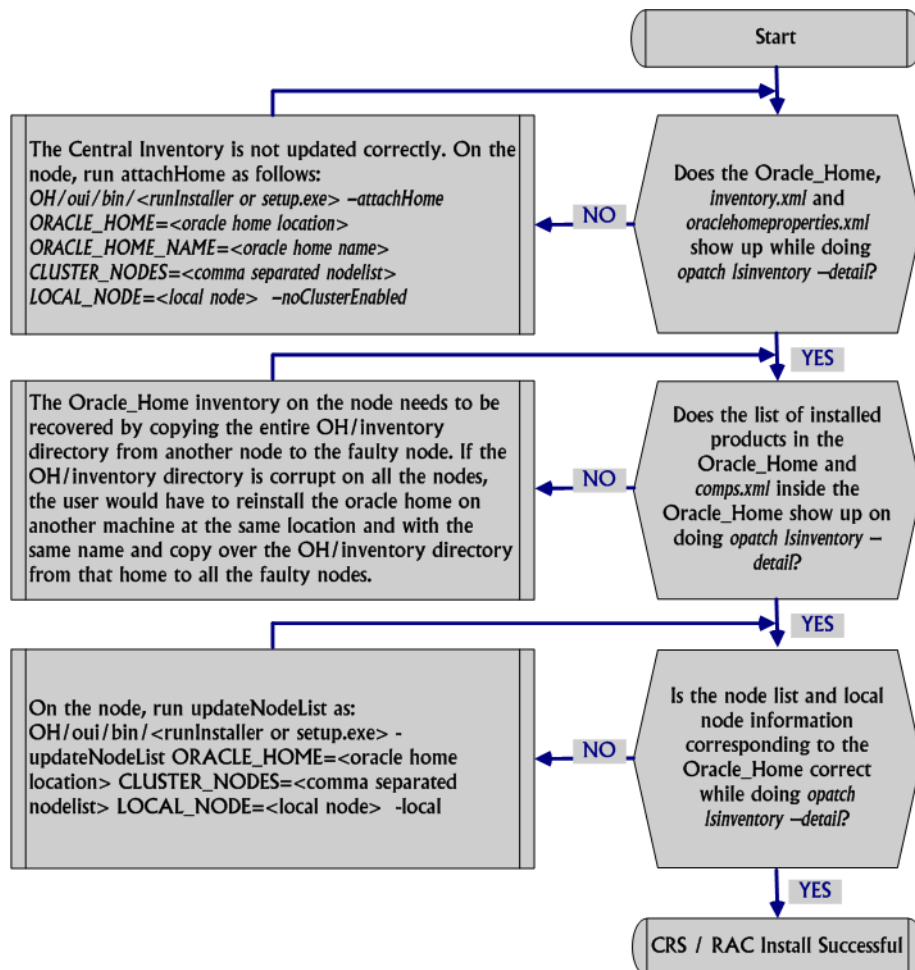 Start
The Central Inventory is not updated correctly. On the
node, run attachHome as follows:
OH/oui/bin/<runInstaller or setup.exe> –attachHome
ORACLE_HOME=<oracle home location>
ORACLE_HOME_NAME=<oracle home name>
CLUSTER_NODES=<comma separated nodelist>
LOCAL_NODE=<local node> –noClusterEnabled
NO
Does the Oracle_Home,
inventory.xml and
oraclehomeproperties.xml
show up while doing
opatch lsinventory –detail?
YES
The Oracle_Home inventory on the node needs to be
recovered by copying the entire OH/inventory
directory from another node to the faulty node. If the
OH/inventory directory is corrupt on all the nodes,
the user would have to reinstall the oracle home on
another machine at the same location and with the
same name and copy over the OH/inventory directory
from that home to all the faulty nodes.
NO
Does the list of installed
products in the
Oracle_Home and
comps.xml inside the
Oracle_Home show up on
doing opatch lsinventory –
detail?
YES
On the node, run updateNodeList as:
OH/oui/bin/<runInstaller or setup.exe> -
updateNodeList ORACLE_HOME=<oracle home
location> CLUSTER_NODES=<comma separated
nodelist> LOCAL_NODE=<local node> -local
NO
Is the node list and local
node information
corresponding to the
Oracle_Home correct
while doing opatch
lsinventory –detail?
YES
CRS / RAC Install Successful